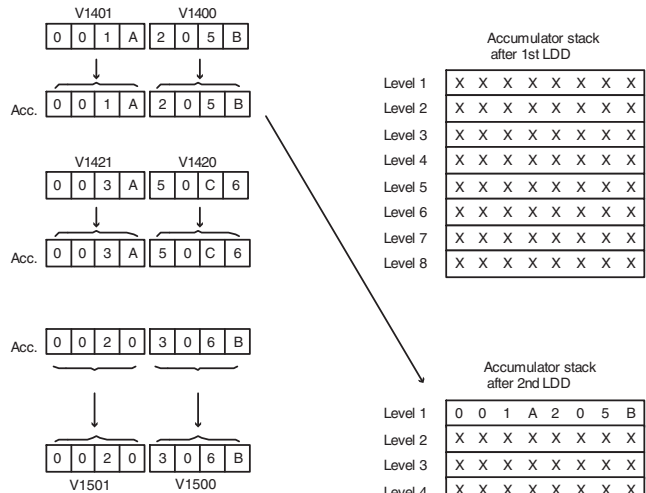 V1401 V1400
0 0 1 A 2 0 5 B
Acc. 0 0 1 A 2 0 5 B
V1421 V1420
0 0 3 A 5 0 C 6
Acc. 0 0 3 A 5 0 C 6
Acc. 0 0 2 0 3 0 6 B
0 0 2 0 3 0 6 B
V1501 V1500
Accumulator stack
after 1st LDD
Level 1 X X X X X X X X
Level 2 X X X X X X X X
Level 3 X X X X X X X X
Level 4 X X X X X X X X
Level 5 X X X X X X X X
Level 6 X X X X X X X X
Level 7 X X X X X X X X
Level 8 X X X X X X X X
Accumulator stack
after 2nd LDD
Level 1 0 0 1 A 2 0 5 B
Level 2 X X X X X X X X
Level 3 X X X X X X X X
Level 4 X X X X X X X X